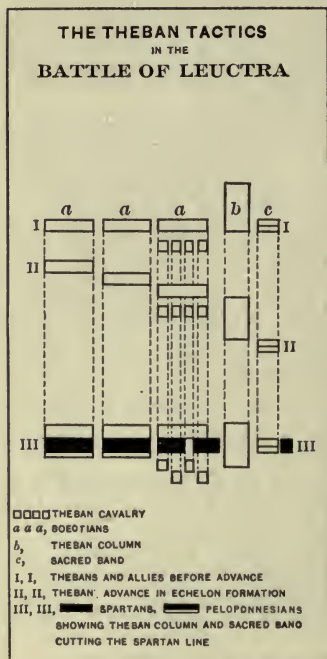 THE THEBAN TACTICS
IN THE
BATTLE OF LEUCTRA
a a a b c
I I
II
II
III III
THEBAN CAVALRY
a a a, BOEOTIANS
b, THEBAN COLUMN
c, SACRED BAND
I, I, THEBANS AND ALLIES BEFORE ADVANCE
II, II, THEBAN ADVANCE IN ECHELON FORMATION
III, III, SPARTANS, PELOPONNESIANS
SHOWING THEBAN COLUMN AND SACRED BAND
CUTTING THE SPARTAN LINE